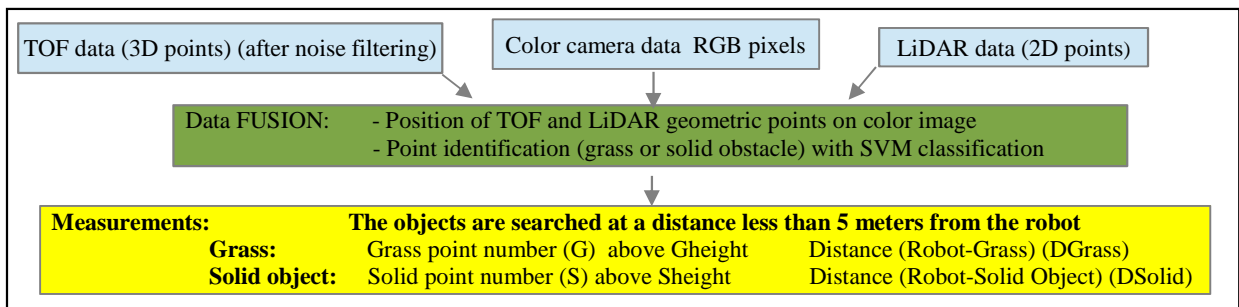 TOF data (3D points) (after noise filtering)
Color camera data RGB pixels
LiDAR data (2D points)
Data FUSION: - Position of TOF and LiDAR geometric points on color image
- Point identification (grass or solid obstacle) with SVM classification
Measurements: The objects are searched at a distance less than 5 meters from the robot
Grass: Grass point number (G) above Gheight Distance (Robot-Grass) (DGrass)
Solid object: Solid point number (S) above Sheight Distance (Robot-Solid Object) (DSolid)